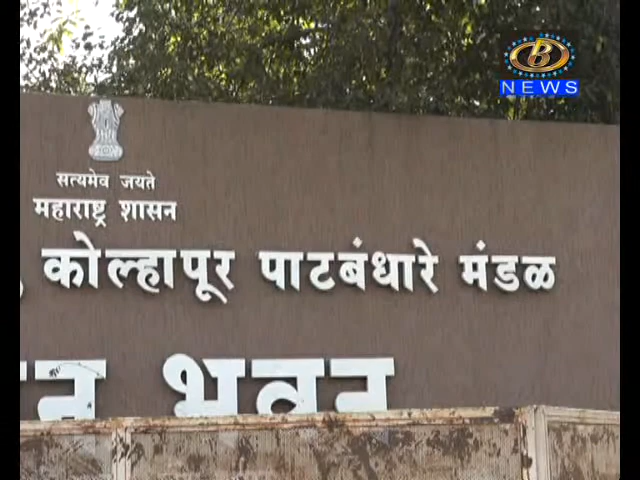 B
NEWS
सत्यमेव जयते
महाराष्ट्र शासन
कोल्हापूर पाटबंधारे मंडळ
न भवन